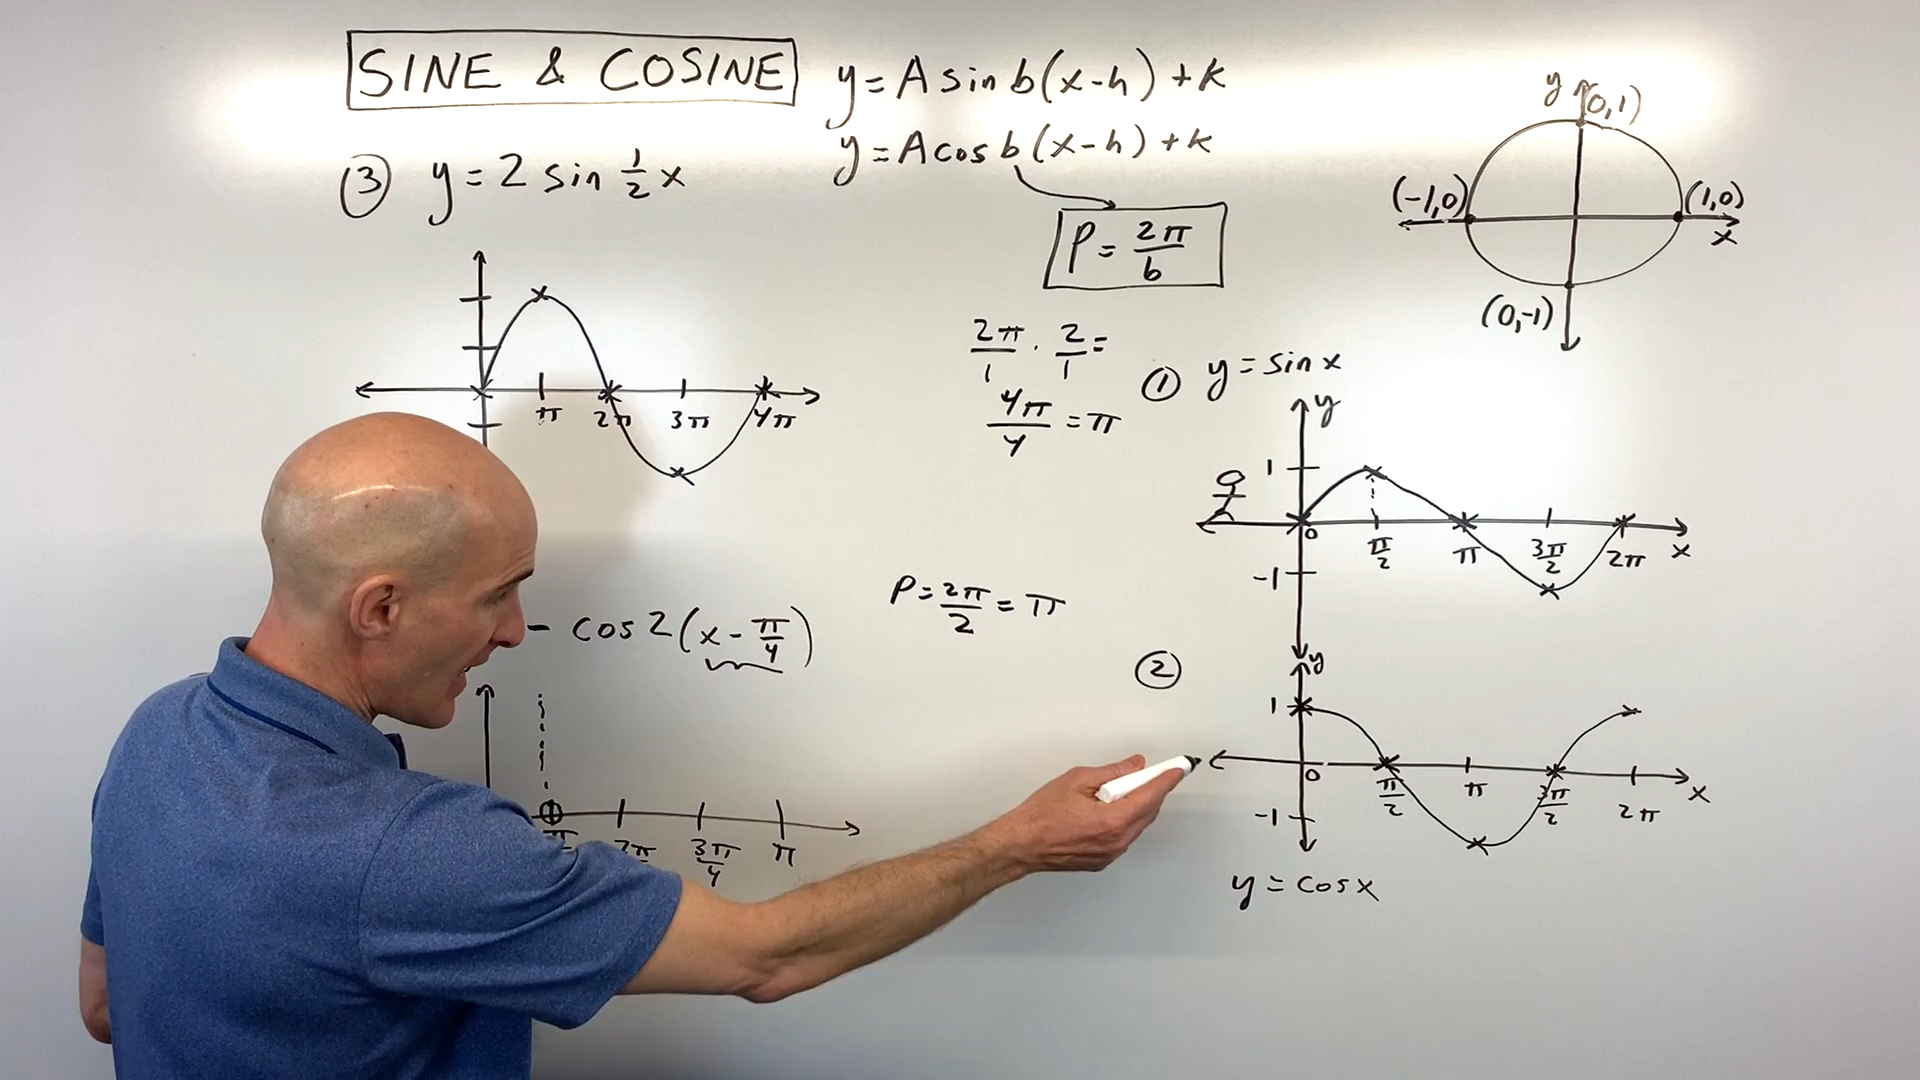 SINE & COSINE
y = A sin b(x-h) + k
y = A cos b(x-h) + k
P = 2π/b
③ y = 2 sin 1/2 x
π 2π 3π 4π
2π/1 · 2/1 =
4π/4 = π
y
(0,1)
(-1,0) (1,0)
x
(0,-1)
① y = sin x
y
1
0 π/2 π 3π/2 2π x
-1
- cos 2(x - π/4)
P = 2π/2 = π
3π/4 π
②
y
1
0 π/2 π 3π/2 2π x
-1
y = cos x